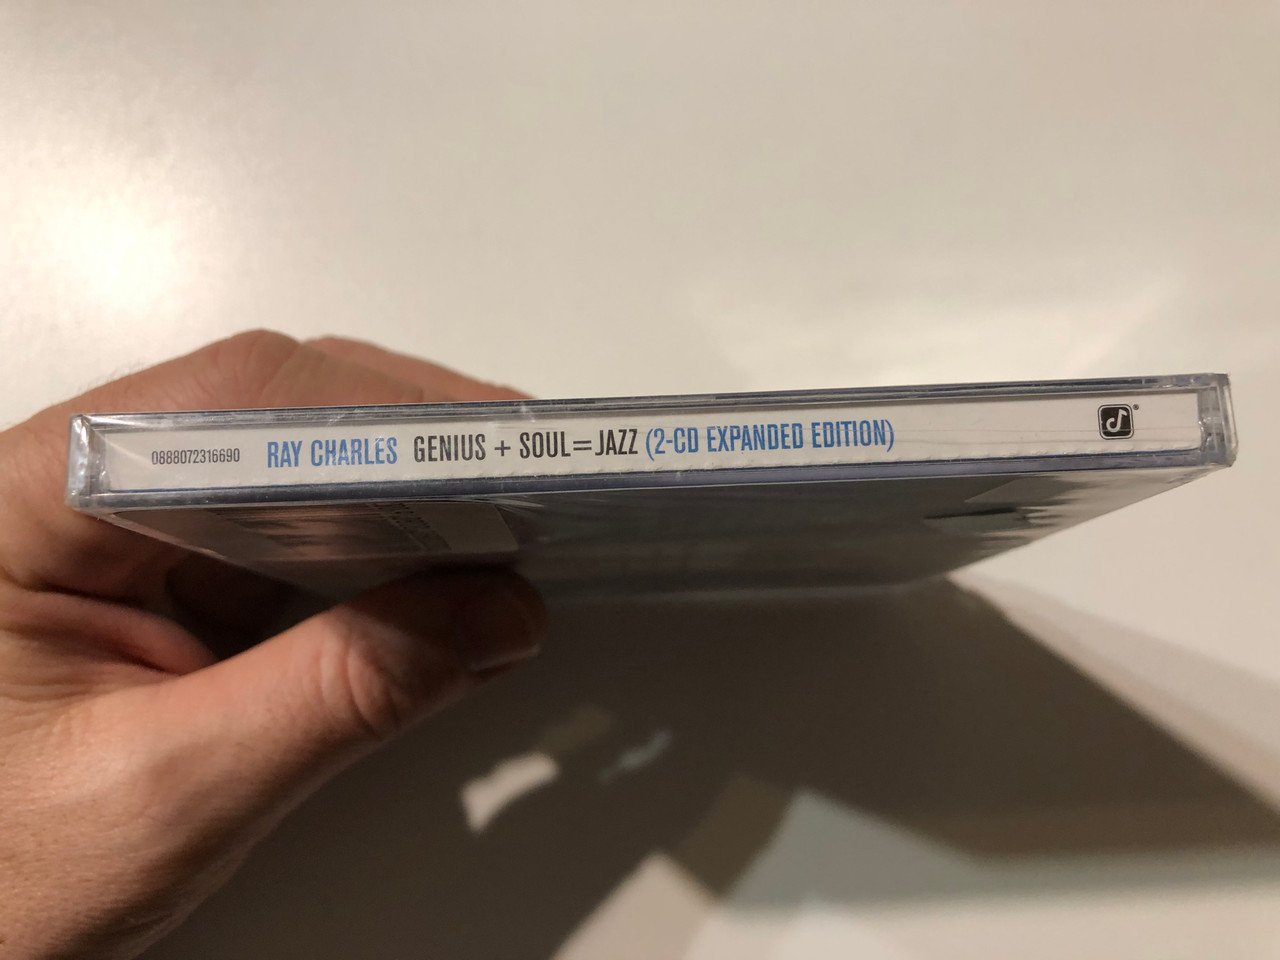 0888072316690 RAY CHARLES GENIUS + SOUL = JAZZ (2-CD EXPANDED EDITION) ®